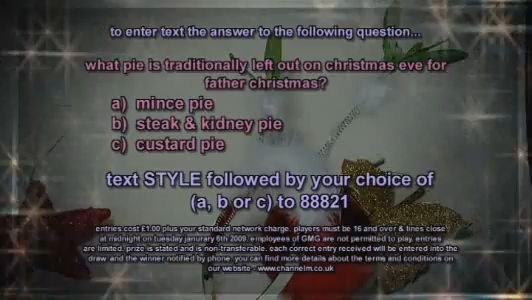 to enter text the answer to the following question...
what pie is traditionally left out on christmas eve for
father christmas?
a) mince pie
b) steak & kidney pie
c) custard pie
text STYLE followed by your choice of
(a, b or c) to 88821
entries cost £1.00 plus your standard network charge. players must be 16 and over & lines close
at midnight on tuesday january 6th 2009. employees of GMG are not permitted to play. entries
are limited. prize is stated and is non-transferable. each correct entry received will be entered into the
draw and the winner notified by phone. you can find more details about the terms and conditions on
our website - www.channelm.co.uk